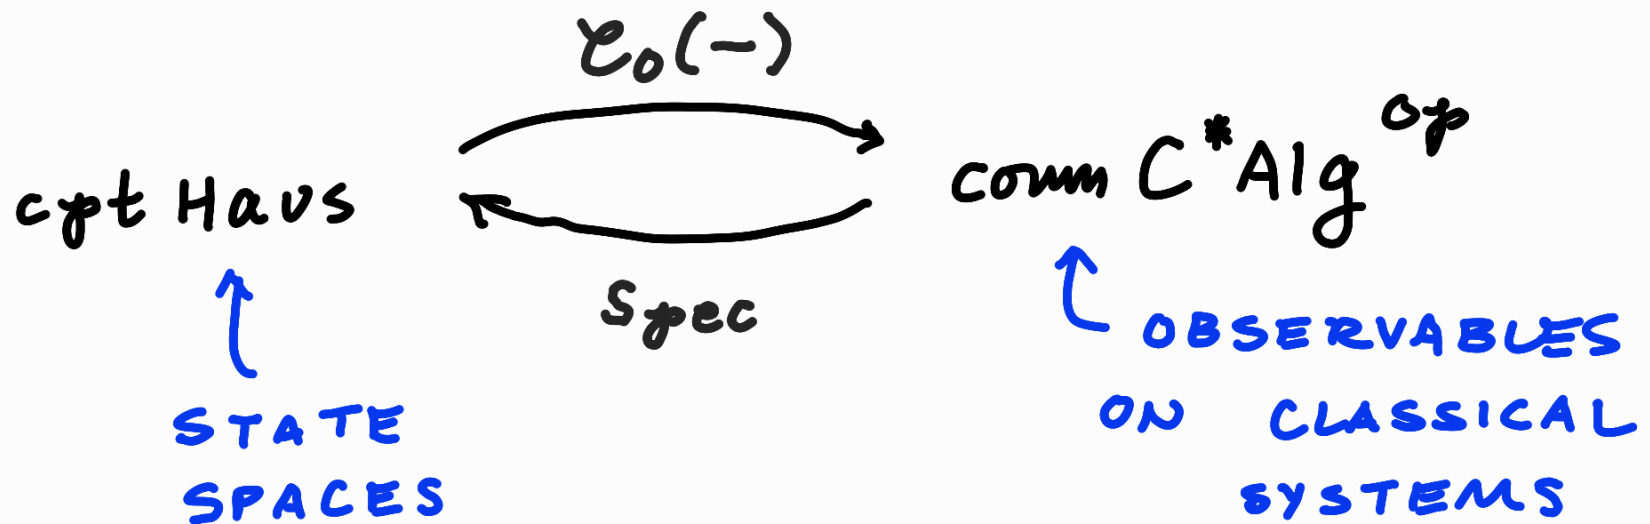 C₀(−)
cpt Haus
comm C*Alg^op
Spec
STATE
SPACES
OBSERVABLES
ON CLASSICAL
SYSTEMS